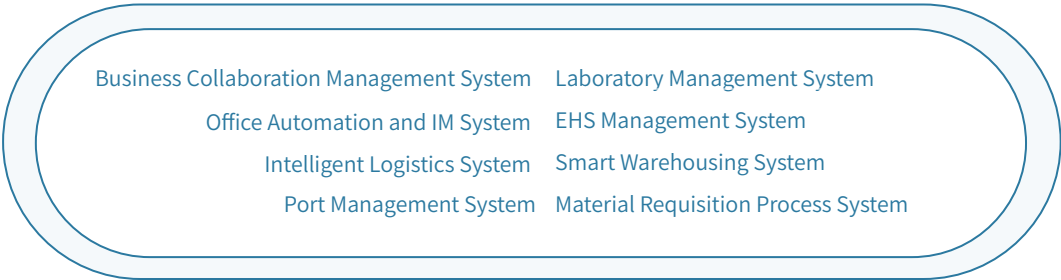 Business Collaboration Management System
Office Automation and IM System
Intelligent Logistics System
Port Management System
Laboratory Management System
EHS Management System
Smart Warehousing System
Material Requisition Process System